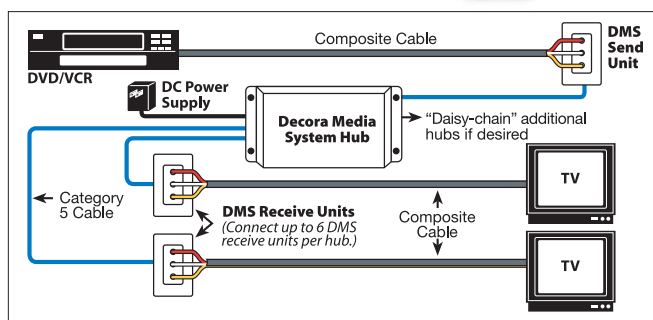 Composite Cable
DMS
Send
Unit
DVD/VCR
DC Power
Supply
Decora Media
System Hub
"Daisy-chain" additional
hubs if desired
Category
5 Cable
DMS Receive Units
(Connect up to 6 DMS
receive units per hub.)
Composite
Cable
TV
TV